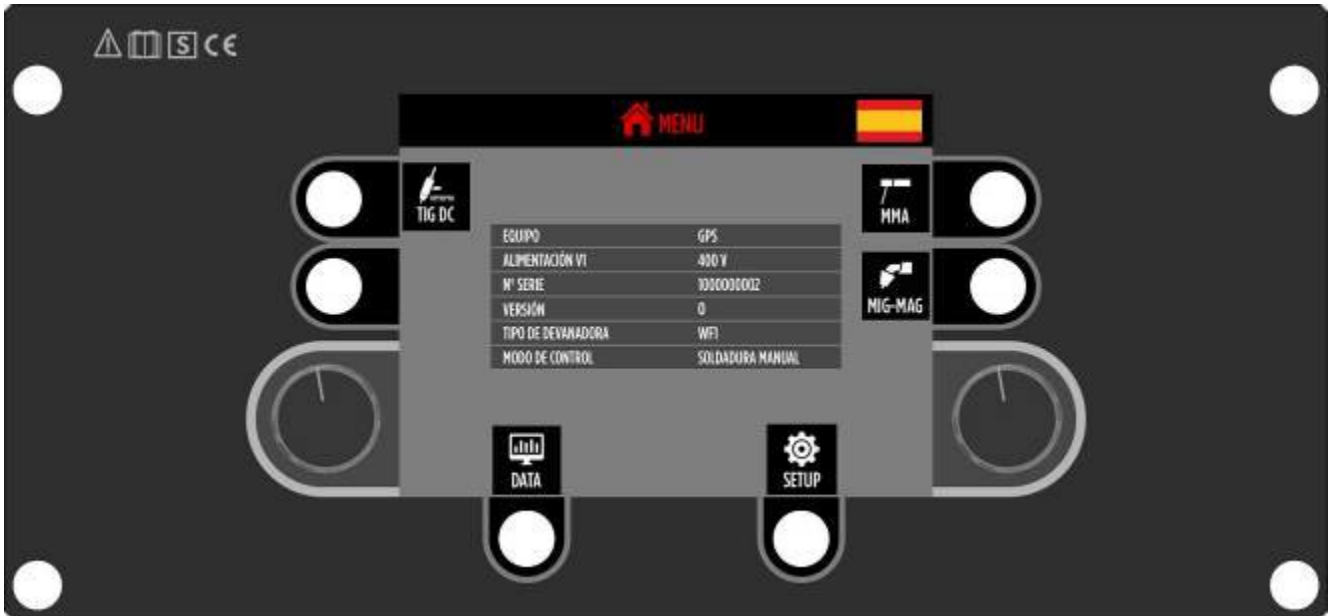 S CE
MENU
TIG DC
MMA
MIG-MAG
EQUIPO GPS
ALIMENTACIÓN V1 400 V
Nº SERIE 1000000002
VERSIÓN 0
TIPO DE DEVANADORA WF1
MODO DE CONTROL SOLDADURA MANUAL
DATA
SETUP